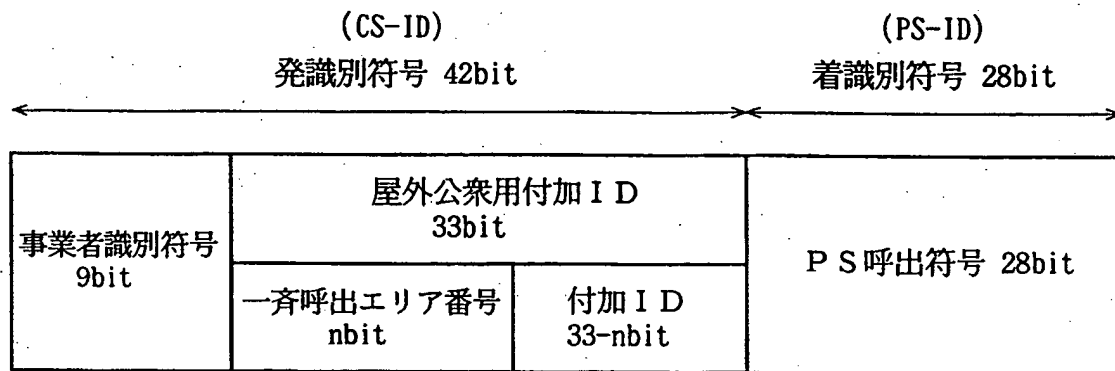 (CS-ID)
発識別符号 42bit
(PS-ID)
着識別符号 28bit
事業者識別符号
9bit
屋外公衆用付加ＩＤ
33bit
一斉呼出エリア番号
nbit
付加ＩＤ
33-nbit
ＰＳ呼出符号 28bit